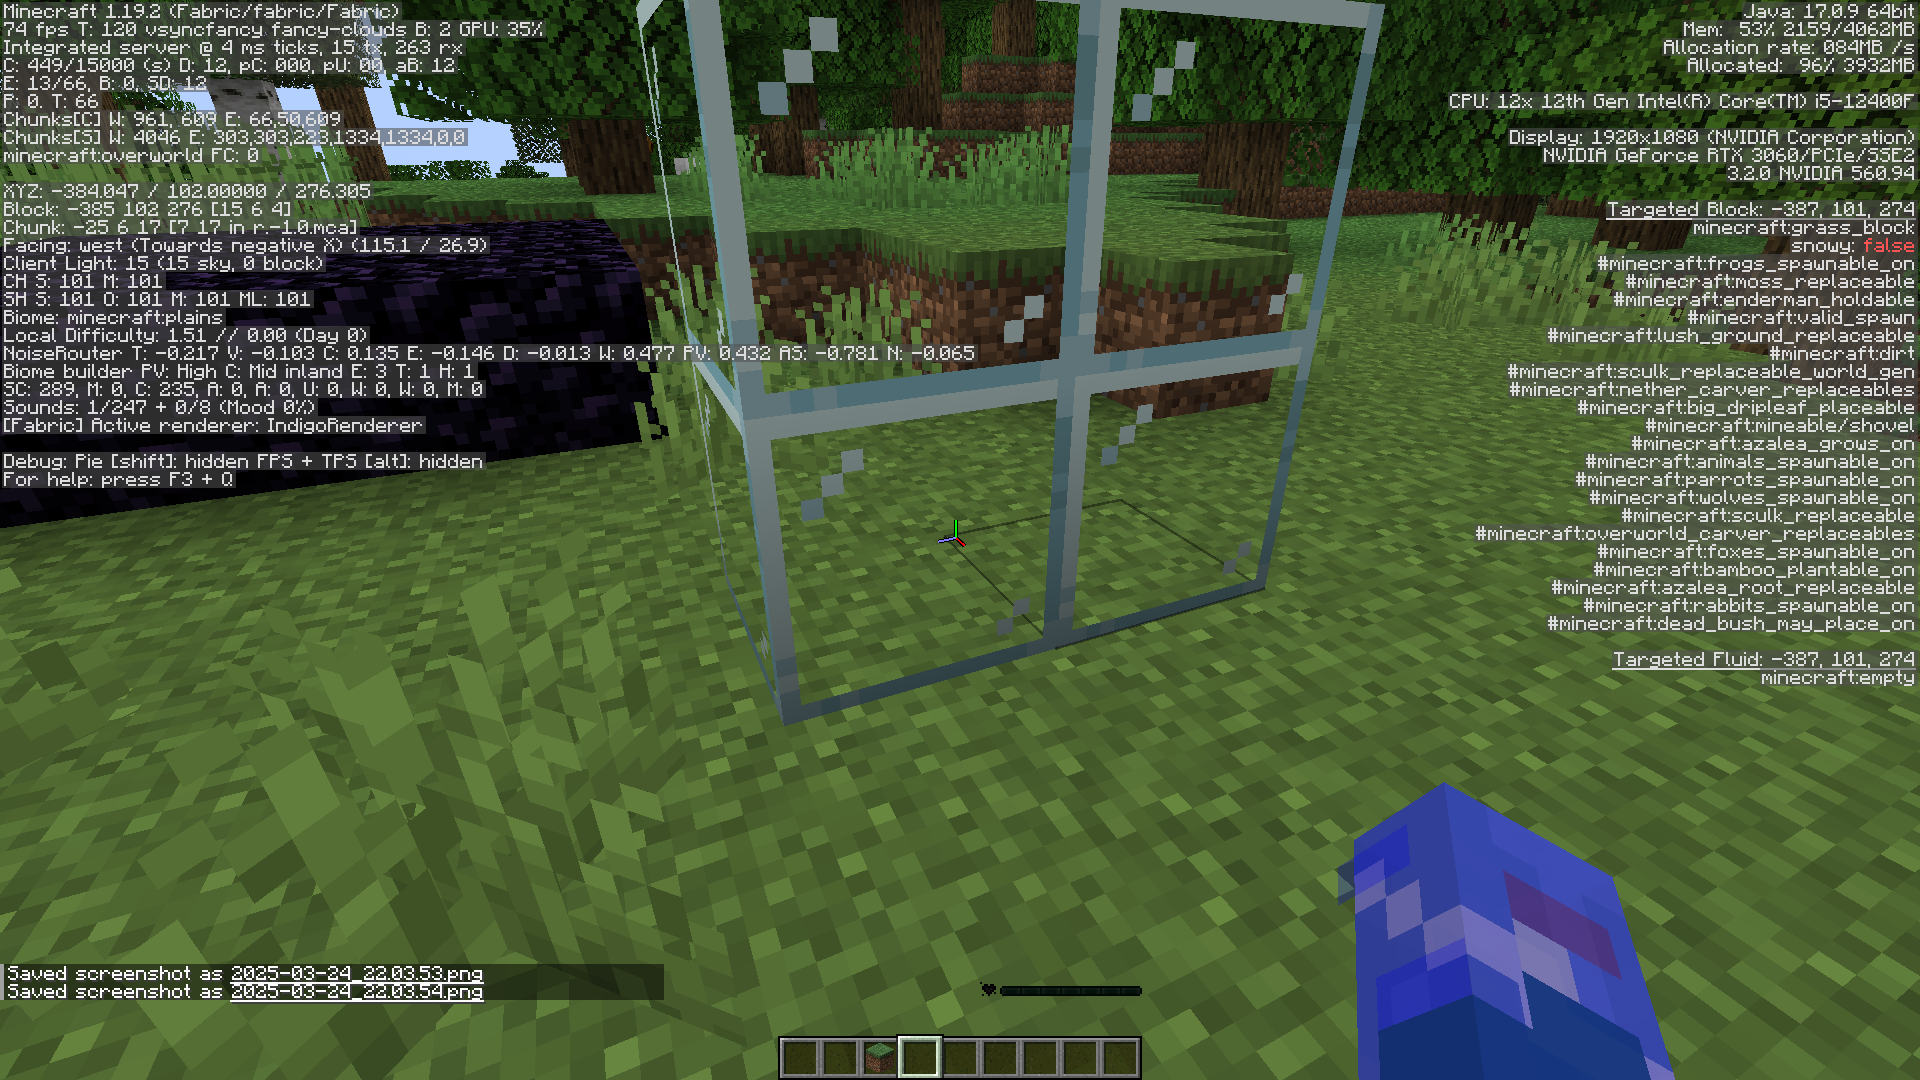 Minecraft 1.19.2 (Fabric/fabric/Fabric)
74 fps T: 120 vsyncfancy fancy-clouds B: 2 GPU: 35%
Integrated server @ 4 ms ticks, 15 tx, 263 rx
C: 449/15000 (s) D: 12, pC: 000, pU: 00, aB: 12
E: 13/66, B: 0, SD: 12
P: 0. T: 66
Chunks[C] W: 961, 609 E: 66,50,609
Chunks[S] W: 4046 E: 303,303,223,1334,1334,0,0
minecraft:overworld FC: 0
XYZ: -384.047 / 102.00000 / 276.305
Block: -385 102 276 [15 6 4]
Chunk: -25 6 17 [7 17 in r.-1.0.mca]
Facing: west (Towards negative X) (115.1 / 26.9)
Client Light: 15 (15 sky, 0 block)
CH S: 101 M: 101
SH S: 101 O: 101 M: 101 ML: 101
Biome: minecraft:plains
Local Difficulty: 1.51 // 0.00 (Day 0)
NoiseRouter T: -0.217 V: -0.103 C: 0.135 E: -0.146 D: -0.013 W: 0.477 PV: 0.432 AS: -0.781 N: -0.065
Biome builder PV: High C: Mid inland E: 3 T: 1 H: 1
SC: 289, M: 0, C: 235, A: 0, A: 0, U: 0, W: 0, W: 0, M: 0
Sounds: 1/247 + 0/8 (Mood 0%)
[Fabric] Active renderer: IndigoRenderer
Debug: Pie [shift]: hidden FPS + TPS [alt]: hidden
For help: press F3 + Q
Java: 17.0.9 64bit
Mem: 53% 2159/4062MB
Allocation rate: 084MB /s
Allocated: 96% 3932MB
CPU: 12x 12th Gen Intel(R) Core(TM) i5-12400F
Display: 1920x1080 (NVIDIA Corporation)
NVIDIA GeForce RTX 3060/PCIe/SSE2
3.2.0 NVIDIA 560.94
Targeted Block: -387, 101, 274
minecraft:grass_block
snowy: false
#minecraft:frogs_spawnable_on
#minecraft:moss_replaceable
#minecraft:enderman_holdable
#minecraft:valid_spawn
#minecraft:lush_ground_replaceable
#minecraft:dirt
#minecraft:sculk_replaceable_world_gen
#minecraft:nether_carver_replaceables
#minecraft:big_dripleaf_placeable
#minecraft:mineable/shovel
#minecraft:azalea_grows_on
#minecraft:animals_spawnable_on
#minecraft:parrots_spawnable_on
#minecraft:wolves_spawnable_on
#minecraft:sculk_replaceable
#minecraft:overworld_carver_replaceables
#minecraft:foxes_spawnable_on
#minecraft:bamboo_plantable_on
#minecraft:azalea_root_replaceable
#minecraft:rabbits_spawnable_on
#minecraft:dead_bush_may_place_on
Targeted Fluid: -387, 101, 274
minecraft:empty
Saved screenshot as 2025-03-24_22.03.53.png
Saved screenshot as 2025-03-24_22.03.54.png